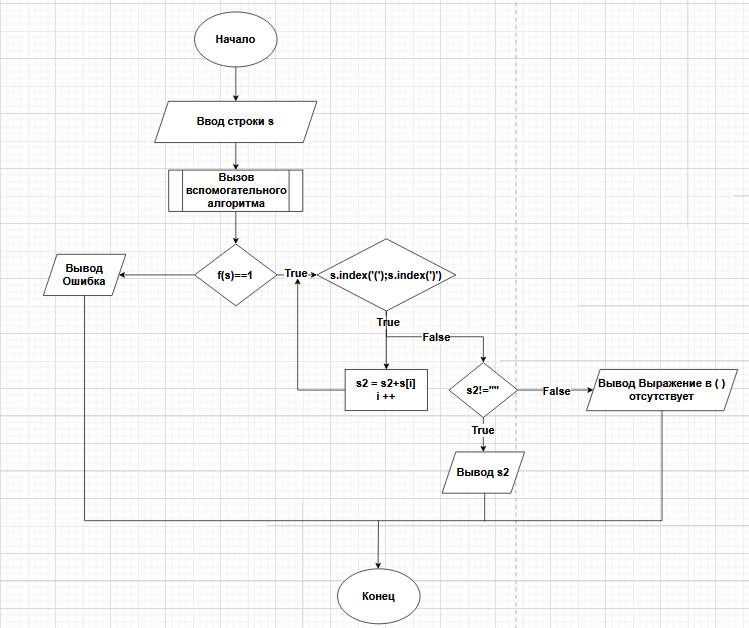 Начало
Ввод строки s
Вызов
вспомогательного
алгоритма
Вывод
Ошибка
f(s)==1
True
s.index('(');s.index(')')
True
False
s2 = s2+s[i]
i ++
s2!=""
False
Вывод Выражение в ( )
отсутствует
True
Вывод s2
Конец